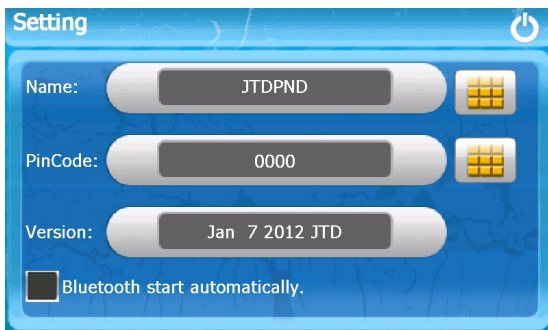 Setting
Name: JTDPND
PinCode: 0000
Version: Jan 7 2012 JTD
Bluetooth start automatically.